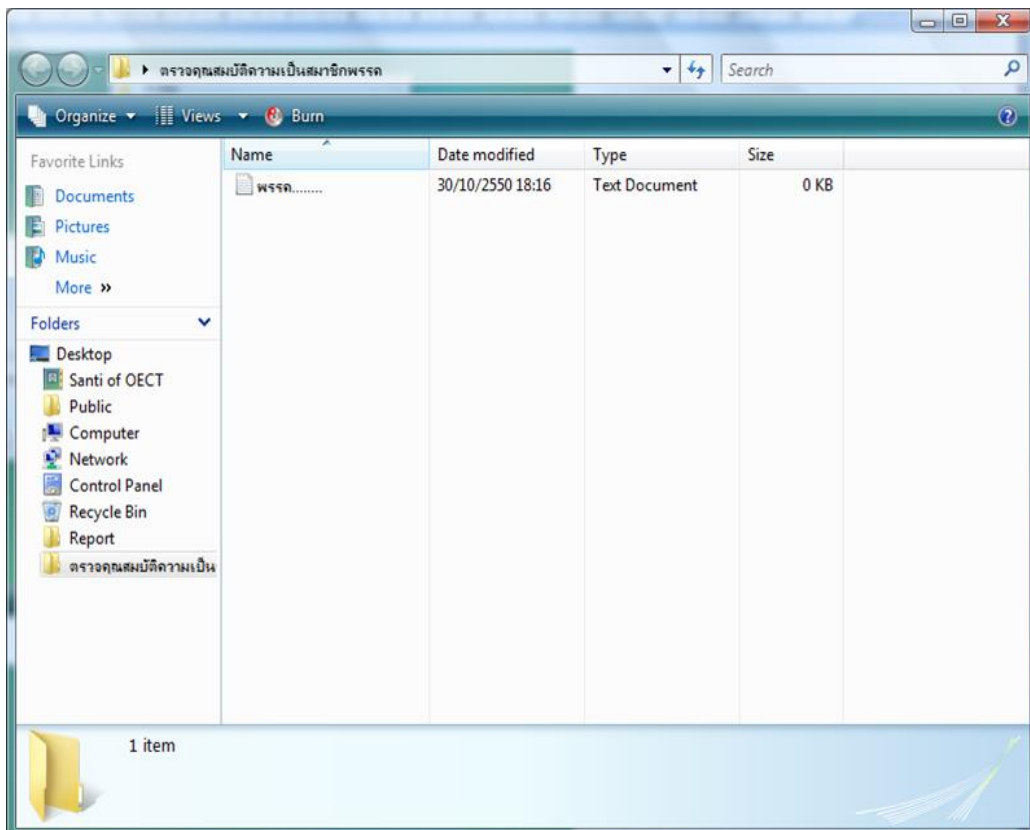 ตรวจคุณสมบัติความเป็นสมาชิกพรรค
Search
Organize Views Burn
Favorite Links
Documents
Pictures
Music
More »
Folders
Desktop
Santi of OECT
Public
Computer
Network
Control Panel
Recycle Bin
Report
ตรวจคุณสมบัติความเป็น
Name Date modified Type Size
พรรค........ 30/10/2550 18:16 Text Document 0 KB
1 item